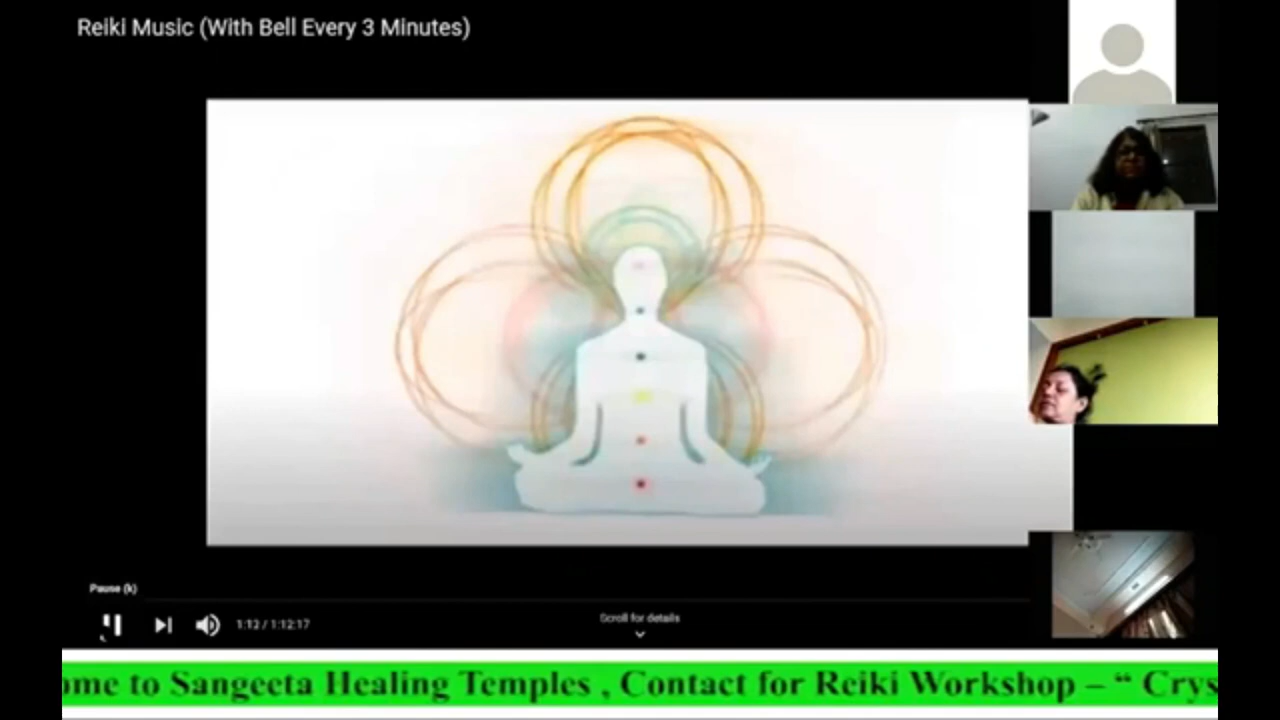 Reiki Music (With Bell Every 3 Minutes)
Pause (k)
1:12 / 1:12:17
Scroll for details
ome to Sangeeta Healing Temples , Contact for Reiki Workshop – “ Crys